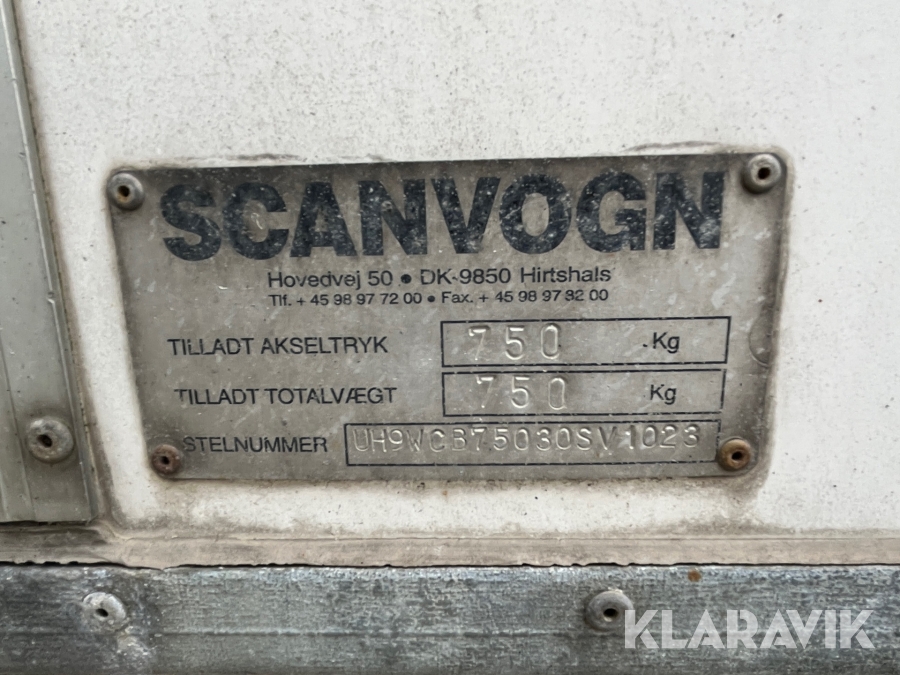 SCANVOGN
Hovedvej 50 • DK-9850 Hirtshals
Tlf. + 45 98 97 72 00 • Fax. + 45 98 97 32 00
TILLADT AKSELTRYK 750 Kg
TILLADT TOTALVÆGT 750 Kg
STELNUMMER UH9WCB75030SV1023
KLARAVIK